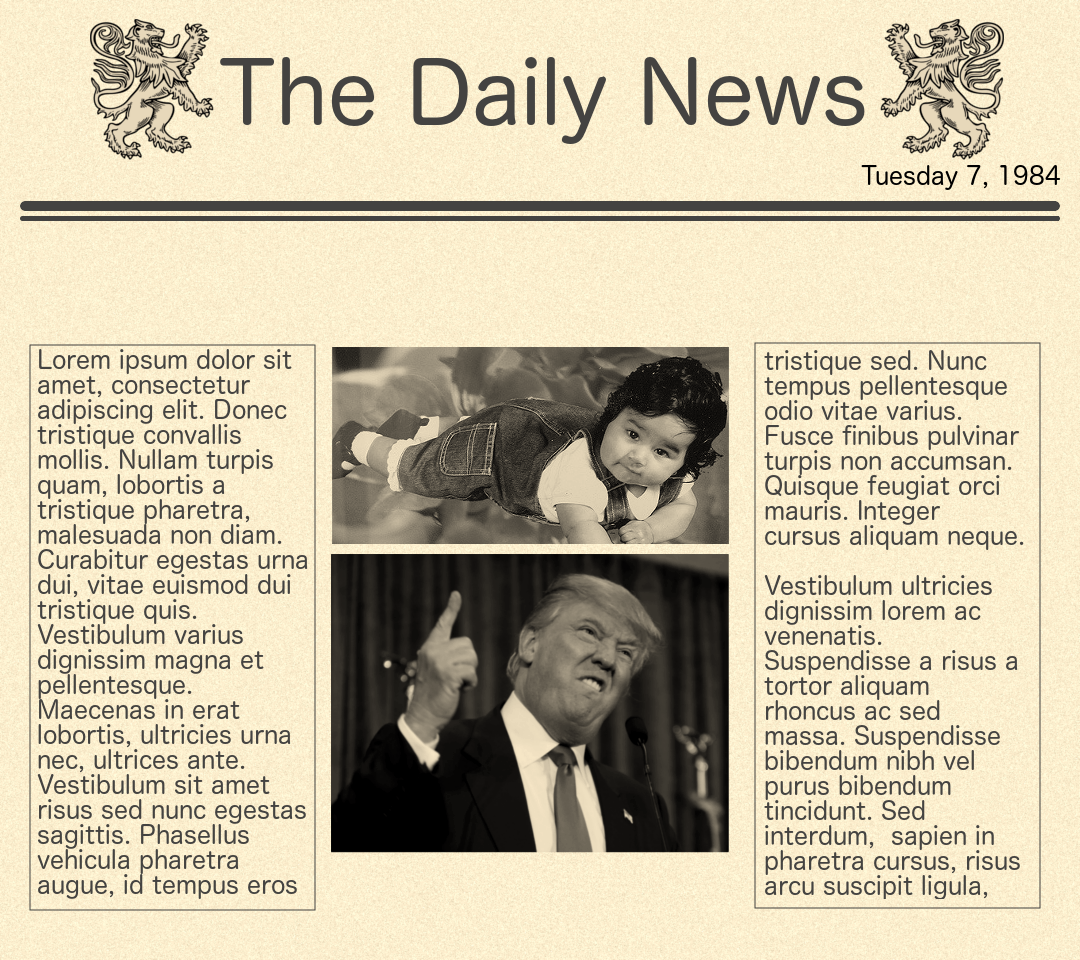 The Daily News
Tuesday 7, 1984
Lorem ipsum dolor sit
amet, consectetur
adipiscing elit. Donec
tristique convallis
mollis. Nullam turpis
quam, lobortis a
tristique pharetra,
malesuada non diam.
Curabitur egestas urna
dui, vitae euismod dui
tristique quis.
Vestibulum varius
dignissim magna et
pellentesque.
Maecenas in erat
lobortis, ultricies urna
nec, ultrices ante.
Vestibulum sit amet
risus sed nunc egestas
sagittis. Phasellus
vehicula pharetra
augue, id tempus eros
tristique sed. Nunc
tempus pellentesque
odio vitae varius.
Fusce finibus pulvinar
turpis non accumsan.
Quisque feugiat orci
mauris. Integer
cursus aliquam neque.
Vestibulum ultricies
dignissim lorem ac
venenatis.
Suspendisse a risus a
tortor aliquam
rhoncus ac sed
massa. Suspendisse
bibendum nibh vel
purus bibendum
tincidunt. Sed
interdum,  sapien in
pharetra cursus, risus
arcu suscipit ligula,